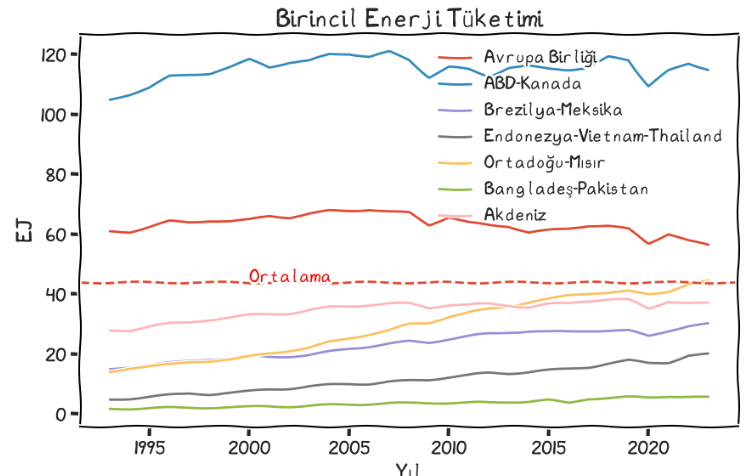 Birincil Enerji Tüketimi
EJ
120
100
80
60
40
20
0
Avrupa Birliği
ABD-Kanada
Brezilya-Meksika
Endonezya-Vietnam-Thailand
Ortadoğu-Mısır
Bangladeş-Pakistan
Akdeniz
Ortalama
1995 2000 2005 2010 2015 2020
Yıl